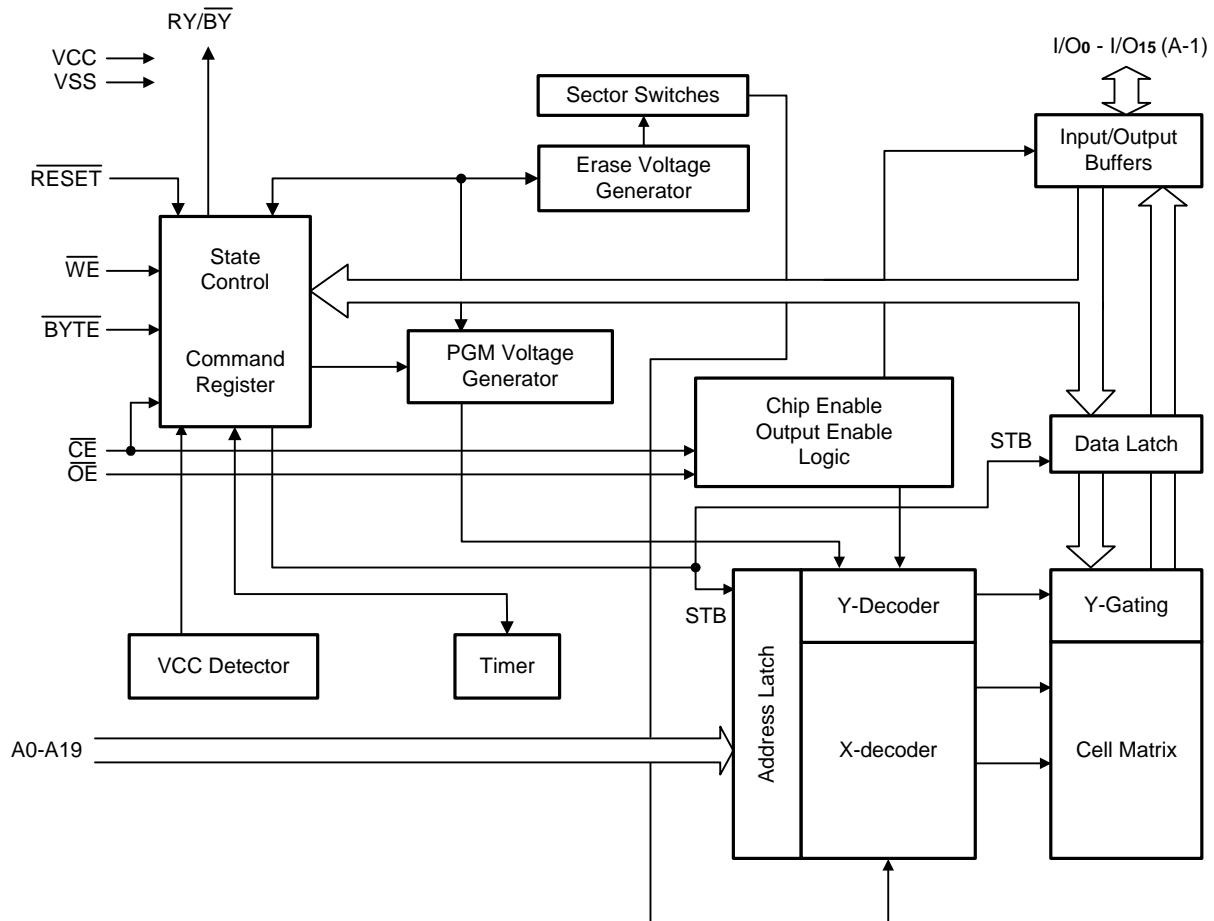 RY/BY
VCC
VSS
I/O0 - I/O15 (A-1)
Sector Switches
Input/Output
Buffers
Erase Voltage
Generator
RESET
State
Control
WE
BYTE
PGM Voltage
Generator
Command
Register
Chip Enable
Output Enable
Logic
CE
OE
STB
Data Latch
STB
Address Latch
Y-Decoder
Y-Gating
VCC Detector
Timer
A0-A19
X-decoder
Cell Matrix